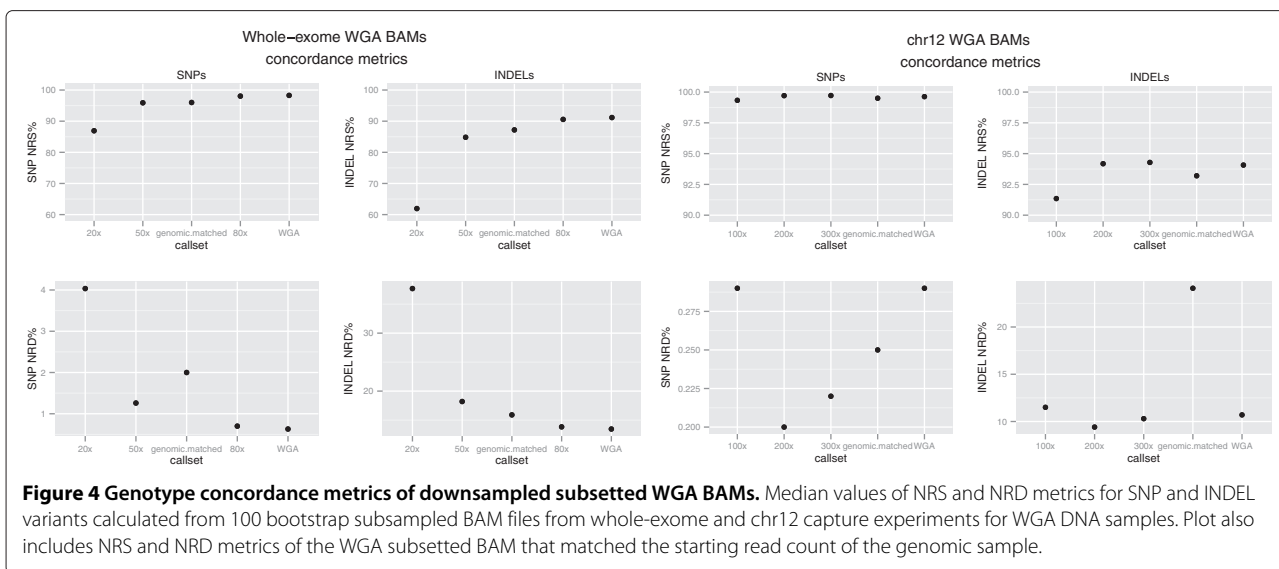 Whole−exome WGA BAMs
concordance metrics
SNPs
100
90
80
70
60
SNP NRS%
20x 50x genomic.matched 80x WGA
callset
INDELs
100
90
80
70
60
INDEL NRS%
20x 50x genomic.matched 80x WGA
callset
4
3
2
1
SNP NRD%
20x 50x genomic.matched 80x WGA
callset
30
20
INDEL NRD%
20x 50x genomic.matched 80x WGA
callset
chr12 WGA BAMs
concordance metrics
SNPs
100.0
97.5
95.0
92.5
90.0
SNP NRS%
100x 200x 300x genomic.matched WGA
callset
INDELs
100.0
97.5
95.0
92.5
90.0
INDEL NRS%
100x 200x 300x genomic.matched WGA
callset
0.275
0.250
0.225
0.200
SNP NRD%
100x 200x 300x genomic.matched WGA
callset
20
15
10
INDEL NRD%
100x 200x 300x genomic.matched WGA
callset
Figure 4 Genotype concordance metrics of downsampled subsetted WGA BAMs. Median values of NRS and NRD metrics for SNP and INDEL
variants calculated from 100 bootstrap subsampled BAM files from whole-exome and chr12 capture experiments for WGA DNA samples. Plot also
includes NRS and NRD metrics of the WGA subsetted BAM that matched the starting read count of the genomic sample.